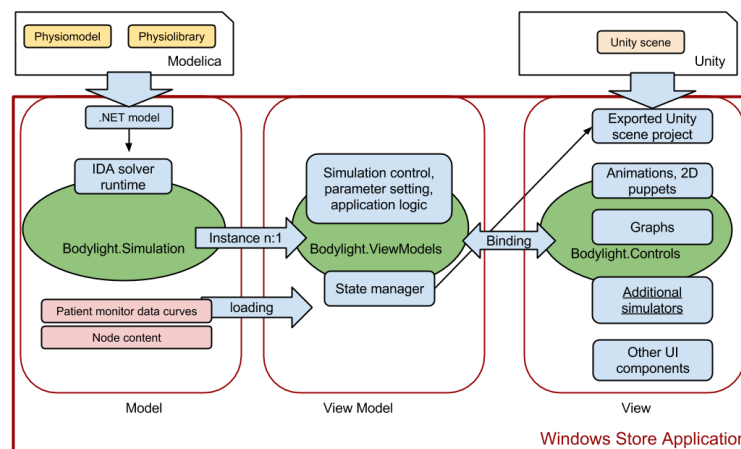 Physiomodel
Physiolibrary
Modelica
Unity scene
Unity
.NET model
IDA solver
runtime
Bodylight.Simulation
Instance n:1
Patient monitor data curves
Node content
loading
Model
Simulation control,
parameter setting,
application logic
Bodylight.ViewModels
State manager
View Model
Binding
Exported Unity
scene project
Animations, 2D
puppets
Graphs
Bodylight.Controls
Additional
simulators
Other UI
components
View
Windows Store Application